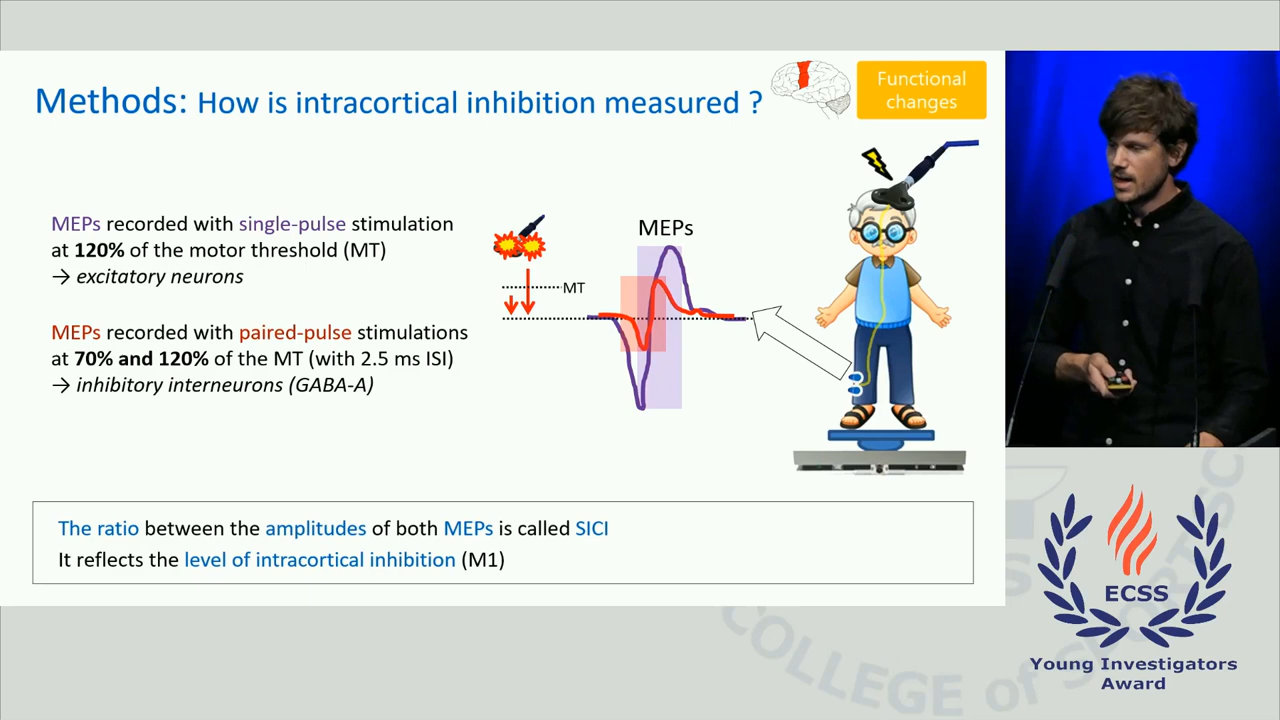 Methods: How is intracortical inhibition measured ?
Functional
changes
MEPs recorded with single-pulse stimulation
at 120% of the motor threshold (MT)
→ excitatory neurons
MEPs recorded with paired-pulse stimulations
at 70% and 120% of the MT (with 2.5 ms ISI)
→ inhibitory interneurons (GABA-A)
MT
MEPs
The ratio between the amplitudes of both MEPs is called SICI
It reflects the level of intracortical inhibition (M1)
ECSS
Young Investigators
Award
COLLEGE of